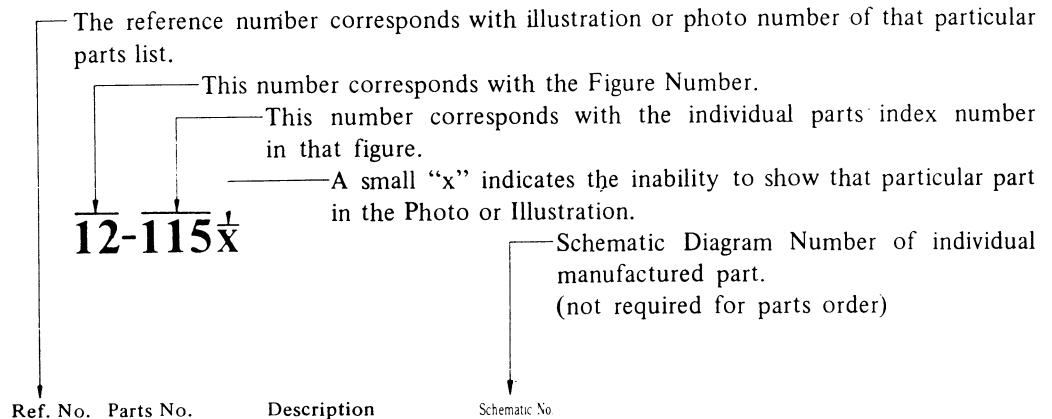 The reference number corresponds with illustration or photo number of that particular
parts list.
This number corresponds with the Figure Number.
This number corresponds with the individual parts index number
in that figure.
A small “x” indicates the inability to show that particular part
in the Photo or Illustration.
12-115x
Schematic Diagram Number of individual
manufactured part.
(not required for parts order)
Ref. No. Parts No. Description Schematic No